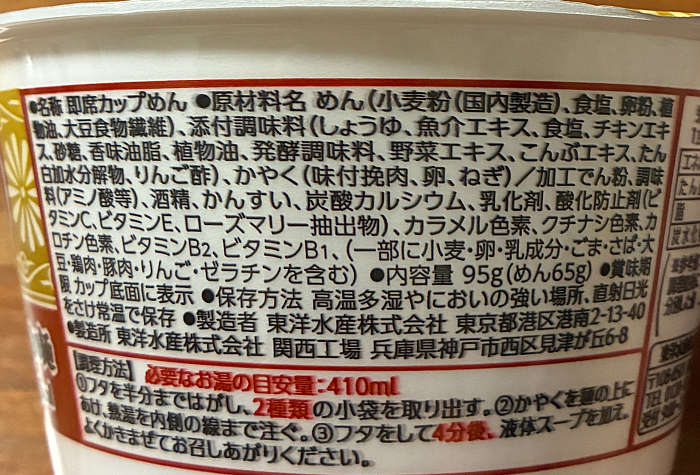 ●名称 即席カップめん ●原材料名 めん(小麦粉(国内製造)、食塩、卵粉、植
物油、大豆食物繊維)、添付調味料(しょうゆ、魚介エキス、食塩、チキンエキ
ス、砂糖、香味油脂、植物油、発酵調味料、野菜エキス、こんぶエキス、たん
白加水分解物、りんご酢)、かやく(味付挽肉、卵、ねぎ)/加工でん粉、調味
料(アミノ酸等)、酒精、かんすい、炭酸カルシウム、乳化剤、酸化防止剤(ビ
タミンC、ビタミンE、ローズマリー抽出物)、カラメル色素、クチナシ色素、カ
ロチン色素、ビタミンB2、ビタミンB1、(一部に小麦・卵・乳成分・ごま・さば・大
豆・鶏肉・豚肉・りんご・ゼラチンを含む) ●内容量 95g(めん65g) ●賞味期
限 カップ底面に表示 ●保存方法 高温多湿やにおいの強い場所、直射日光
をさけ常温で保存 ●製造者 東洋水産株式会社 東京都港区港南2-13-40
●製造所 東洋水産株式会社 関西工場 兵庫県神戸市西区見津が丘6-8
【調理方法】 必要なお湯の目安量:410ml
①フタを半分まではがし、2種類の小袋を取り出す。②かやくを麺の上に
あけ、熱湯を内側の線まで注ぐ。③フタをして4分後、液体スープを加え、
よくかきまぜてお召しあがりください。